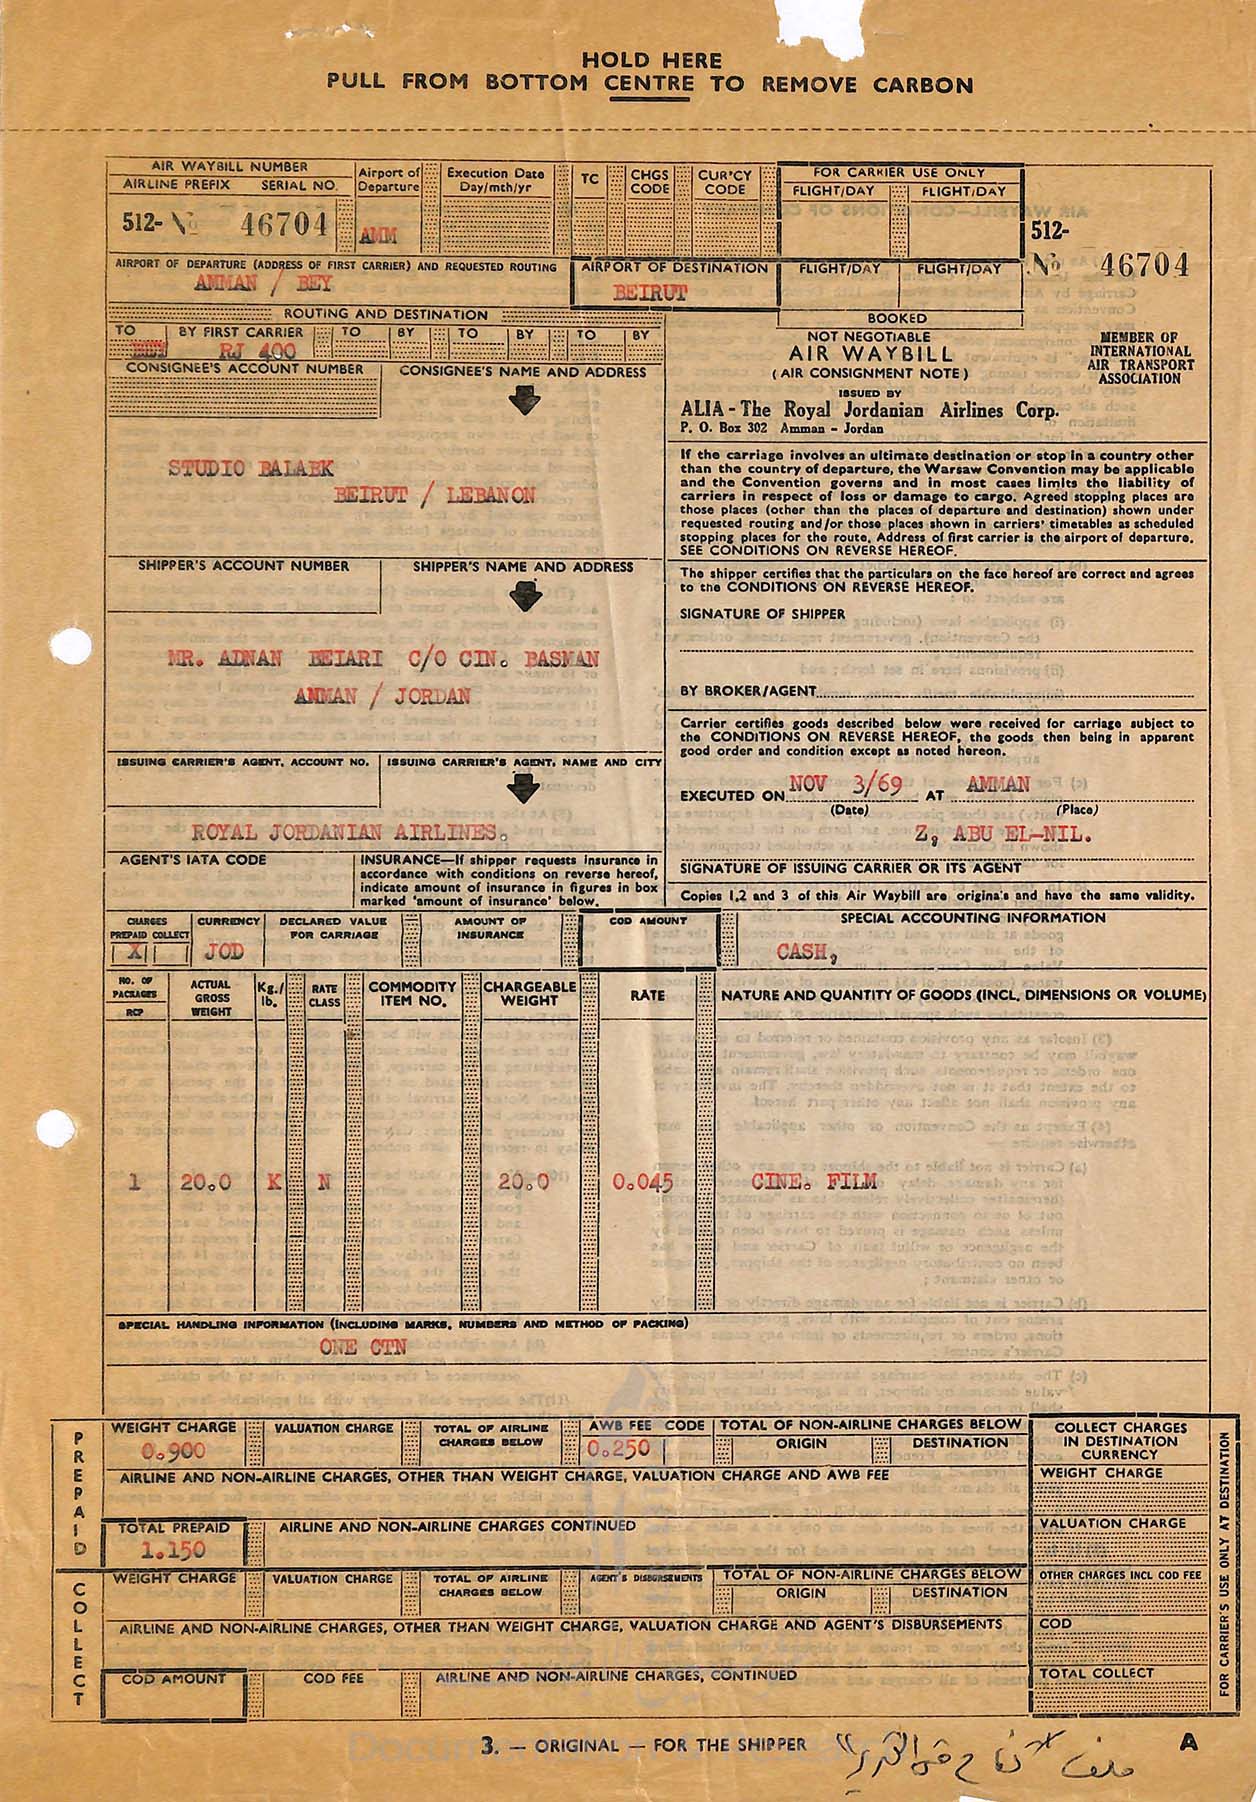 HOLD HERE
PULL FROM BOTTOM CENTRE TO REMOVE CARBON
AIR WAYBILL NUMBER
AIRLINE PREFIX SERIAL NO.
512- No 46704
Airport of Departure
AMM
Execution Date
Day/mth/yr
TC
CHGS CODE
CUR'CY CODE
FOR CARRIER USE ONLY
FLIGHT/DAY FLIGHT/DAY
512-
No 46704
AIRPORT OF DEPARTURE (ADDRESS OF FIRST CARRIER) AND REQUESTED ROUTING
AMMAN / BEY
AIRPORT OF DESTINATION
BEIRUT
FLIGHT/DAY FLIGHT/DAY
BOOKED
ROUTING AND DESTINATION
TO BY FIRST CARRIER TO BY TO BY TO BY
RJ 400
CONSIGNEE'S ACCOUNT NUMBER
CONSIGNEE'S NAME AND ADDRESS
STUDIO BALABK
BEIRUT / LEBANON
NOT NEGOTIABLE
AIR WAYBILL
(AIR CONSIGNMENT NOTE)
ISSUED BY
ALIA - The Royal Jordanian Airlines Corp.
P. O. Box 302 Amman - Jordan
MEMBER OF
INTERNATIONAL
AIR TRANSPORT
ASSOCIATION
If the carriage involves an ultimate destination or stop in a country other
than the country of departure, the Warsaw Convention may be applicable
and the Convention governs and in most cases limits the liability of
carriers in respect of loss or damage to cargo. Agreed stopping places are
those places (other than the places of departure and destination) shown under
requested routing and/or those places shown in carriers' timetables as scheduled
stopping places for the route. Address of first carrier is the airport of departure.
SEE CONDITIONS ON REVERSE HEREOF.
SHIPPER'S ACCOUNT NUMBER
SHIPPER'S NAME AND ADDRESS
MR. ADNAN BEIARI C/O CIN. BASMAN
AMMAN / JORDAN
The shipper certifies that the particulars on the face hereof are correct and agrees
to the CONDITIONS ON REVERSE HEREOF.
SIGNATURE OF SHIPPER
BY BROKER/AGENT
Carrier certifies goods described below were received for carriage subject to
the CONDITIONS ON REVERSE HEREOF, the goods then being in apparent
good order and condition except as noted hereon.
ISSUING CARRIER'S AGENT, ACCOUNT NO.
ISSUING CARRIER'S AGENT, NAME AND CITY
ROYAL JORDANIAN AIRLINES.
EXECUTED ON NOV 3/69 AT AMMAN
(Date) (Place)
Z, ABU EL-NIL.
SIGNATURE OF ISSUING CARRIER OR ITS AGENT
AGENT'S IATA CODE
INSURANCE—If shipper requests insurance in
accordance with conditions on reverse hereof,
indicate amount of insurance in figures in box
marked 'amount of insurance' below.
Copies 1,2 and 3 of this Air Waybill are origina's and have the same validity.
CHARGES
PREPAID COLLECT
X
CURRENCY
JOD
DECLARED VALUE FOR CARRIAGE
AMOUNT OF INSURANCE
COD AMOUNT
SPECIAL ACCOUNTING INFORMATION
CASH,
NO. OF PACKAGES
RCP
ACTUAL GROSS WEIGHT
Kg./lb.
RATE CLASS
COMMODITY ITEM NO.
CHARGEABLE WEIGHT
RATE
NATURE AND QUANTITY OF GOODS (INCL. DIMENSIONS OR VOLUME)
1 20.0 K N 20.0 0.045 CINE. FILM
SPECIAL HANDLING INFORMATION (INCLUDING MARKS, NUMBERS AND METHOD OF PACKING)
ONE CTN
PREPAID
WEIGHT CHARGE
0.900
VALUATION CHARGE
TOTAL OF AIRLINE CHARGES BELOW
AWB FEE CODE
0.250
TOTAL OF NON-AIRLINE CHARGES BELOW
ORIGIN DESTINATION
AIRLINE AND NON-AIRLINE CHARGES, OTHER THAN WEIGHT CHARGE, VALUATION CHARGE AND AWB FEE
TOTAL PREPAID
1.150
AIRLINE AND NON-AIRLINE CHARGES CONTINUED
COLLECT
WEIGHT CHARGE
VALUATION CHARGE
TOTAL OF AIRLINE CHARGES BELOW
AGENT'S DISBURSEMENTS
TOTAL OF NON-AIRLINE CHARGES BELOW
ORIGIN DESTINATION
AIRLINE AND NON-AIRLINE CHARGES, OTHER THAN WEIGHT CHARGE, VALUATION CHARGE AND AGENT'S DISBURSEMENTS
COD AMOUNT
COD FEE
AIRLINE AND NON-AIRLINE CHARGES, CONTINUED
COLLECT CHARGES
IN DESTINATION
CURRENCY
WEIGHT CHARGE
VALUATION CHARGE
OTHER CHARGES INCL COD FEE
COD
TOTAL COLLECT
FOR CARRIER'S USE ONLY AT DESTINATION
3. — ORIGINAL — FOR THE SHIPPER
A
ملف "كفاح حتى التحرير"